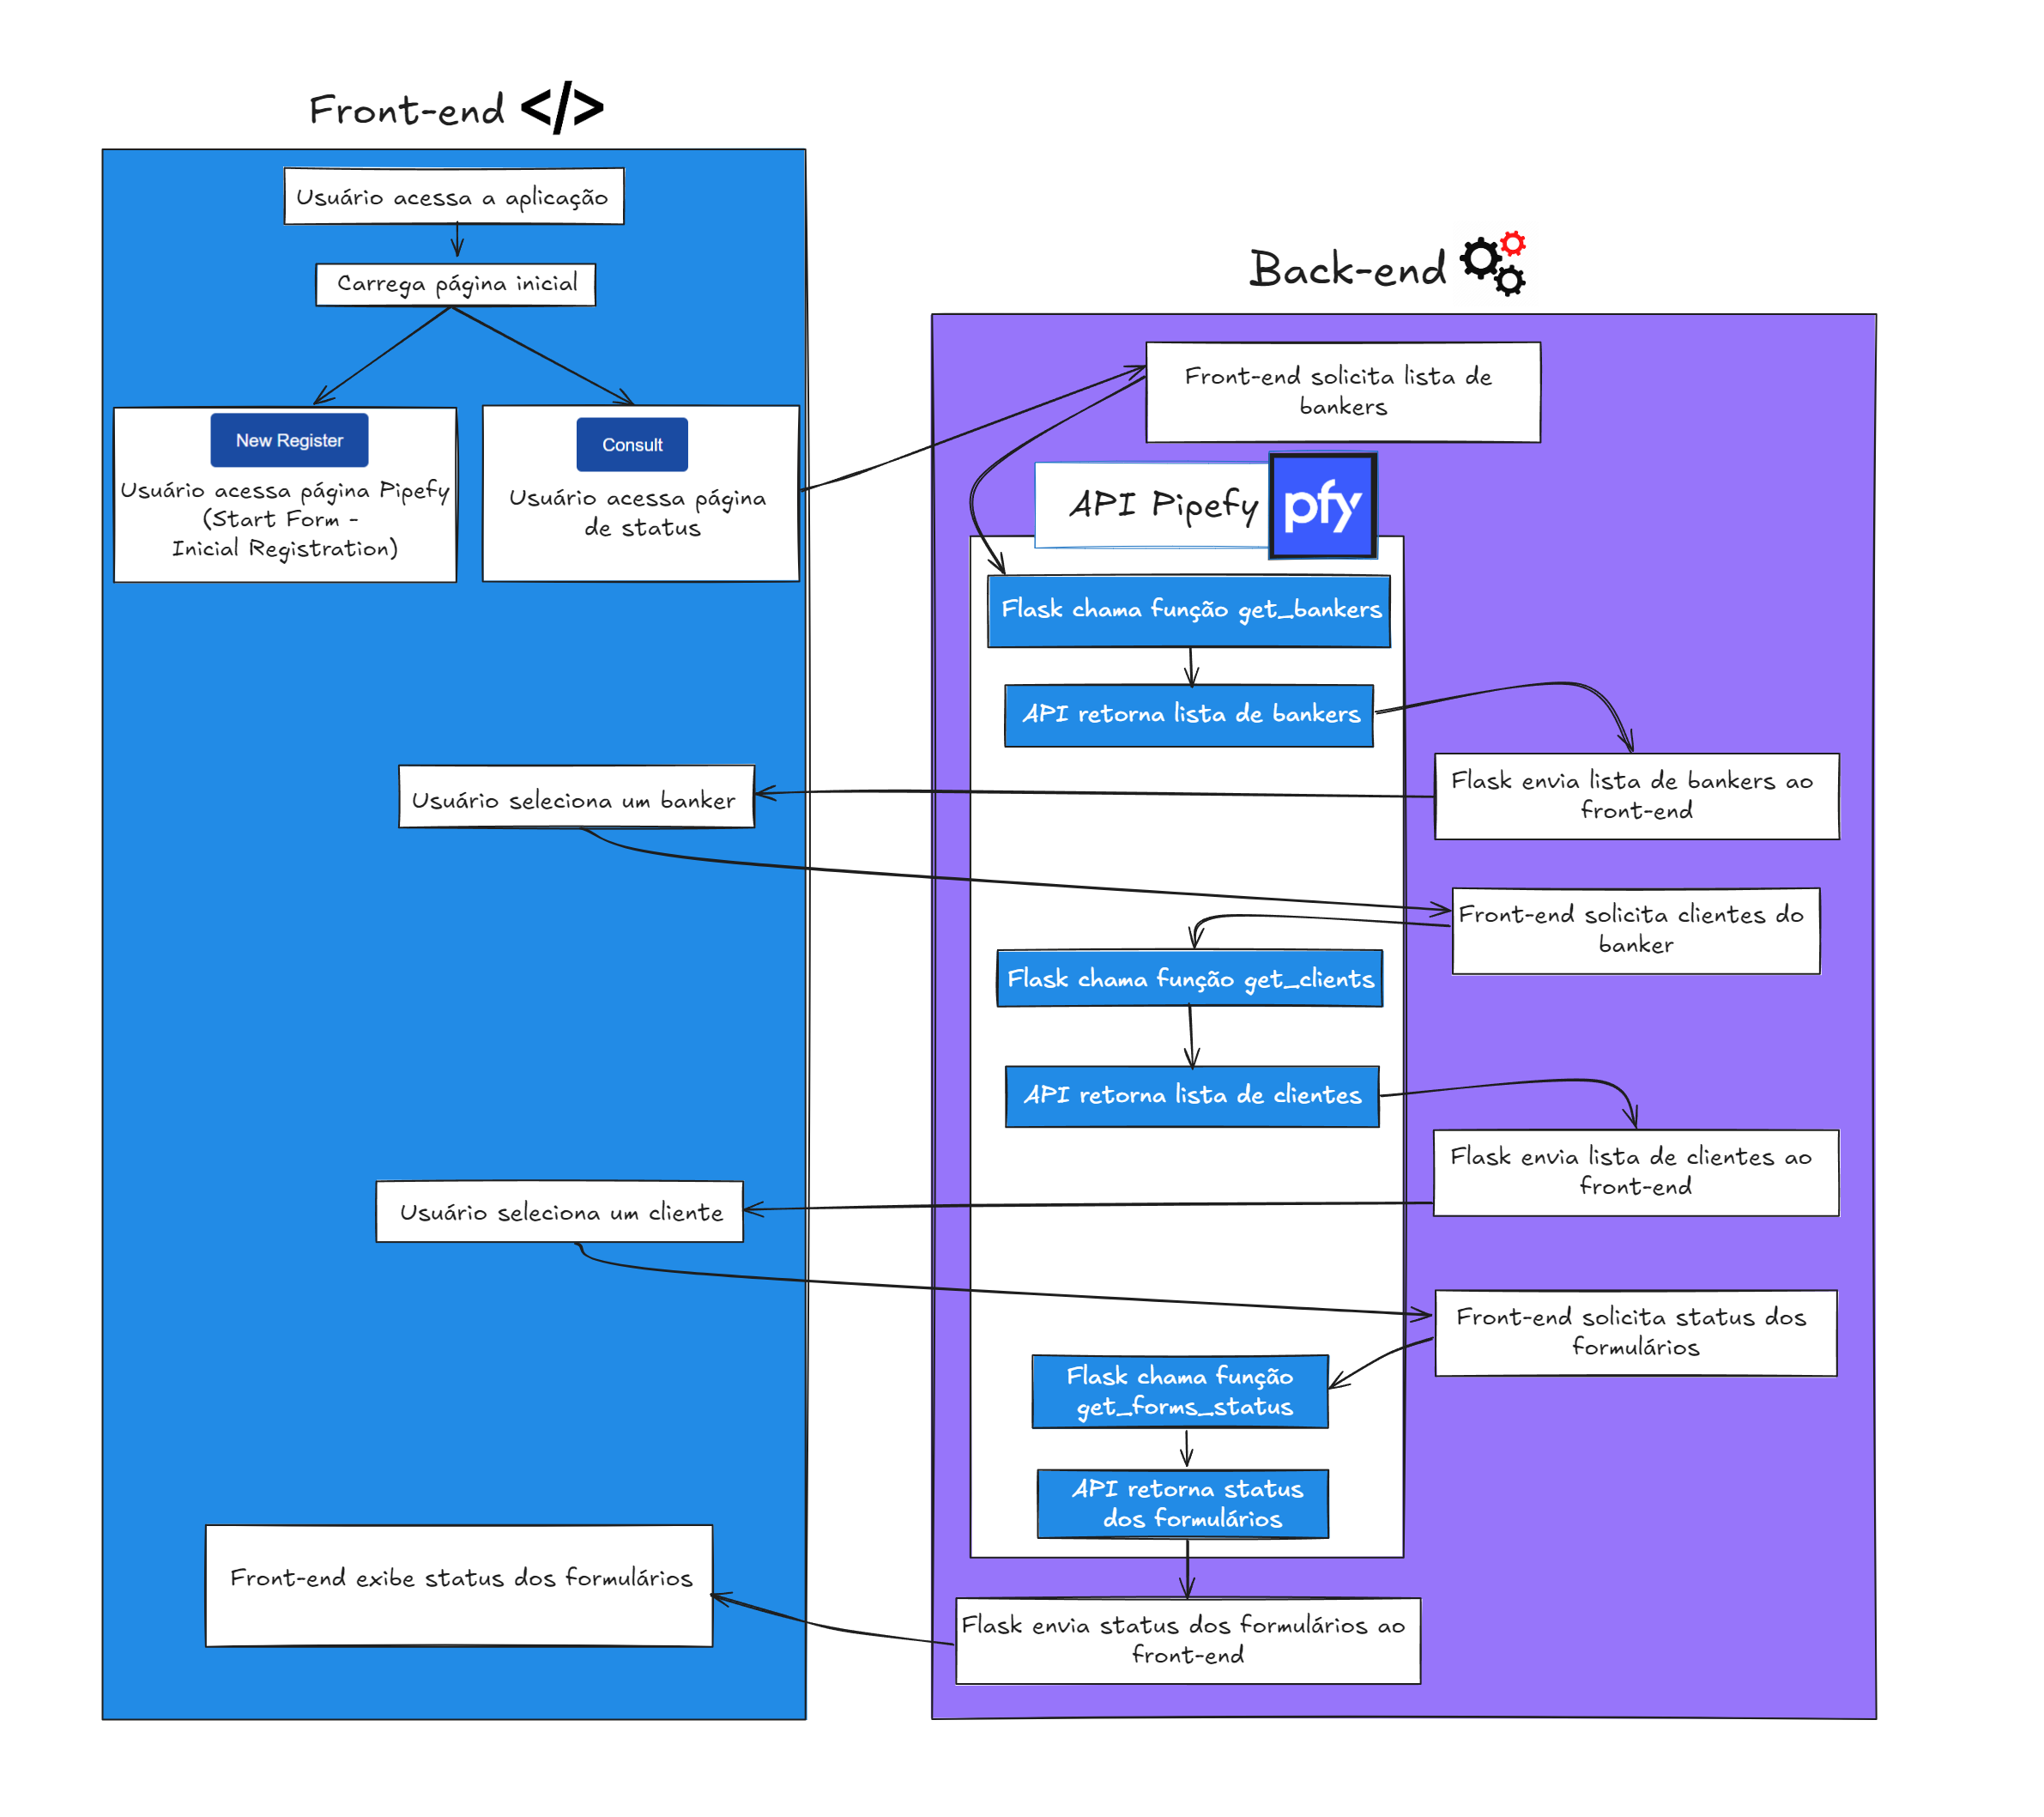 Front-end </>
Usuário acessa a aplicação
Carrega página inicial
New Register
Usuário acessa página Pipefy
(Start Form -
Inicial Registration)
Consult
Usuário acessa página
de status
Usuário seleciona um banker
Usuário seleciona um cliente
Front-end exibe status dos formulários
Back-end
Front-end solicita lista de
bankers
API Pipefy
pfy
Flask chama função get_bankers
API retorna lista de bankers
Flask envia lista de bankers ao
front-end
Front-end solicita clientes do
banker
Flask chama função get_clients
API retorna lista de clientes
Flask envia lista de clientes ao
front-end
Front-end solicita status dos
formulários
Flask chama função
get_forms_status
API retorna status
dos formulários
Flask envia status dos formulários ao
front-end